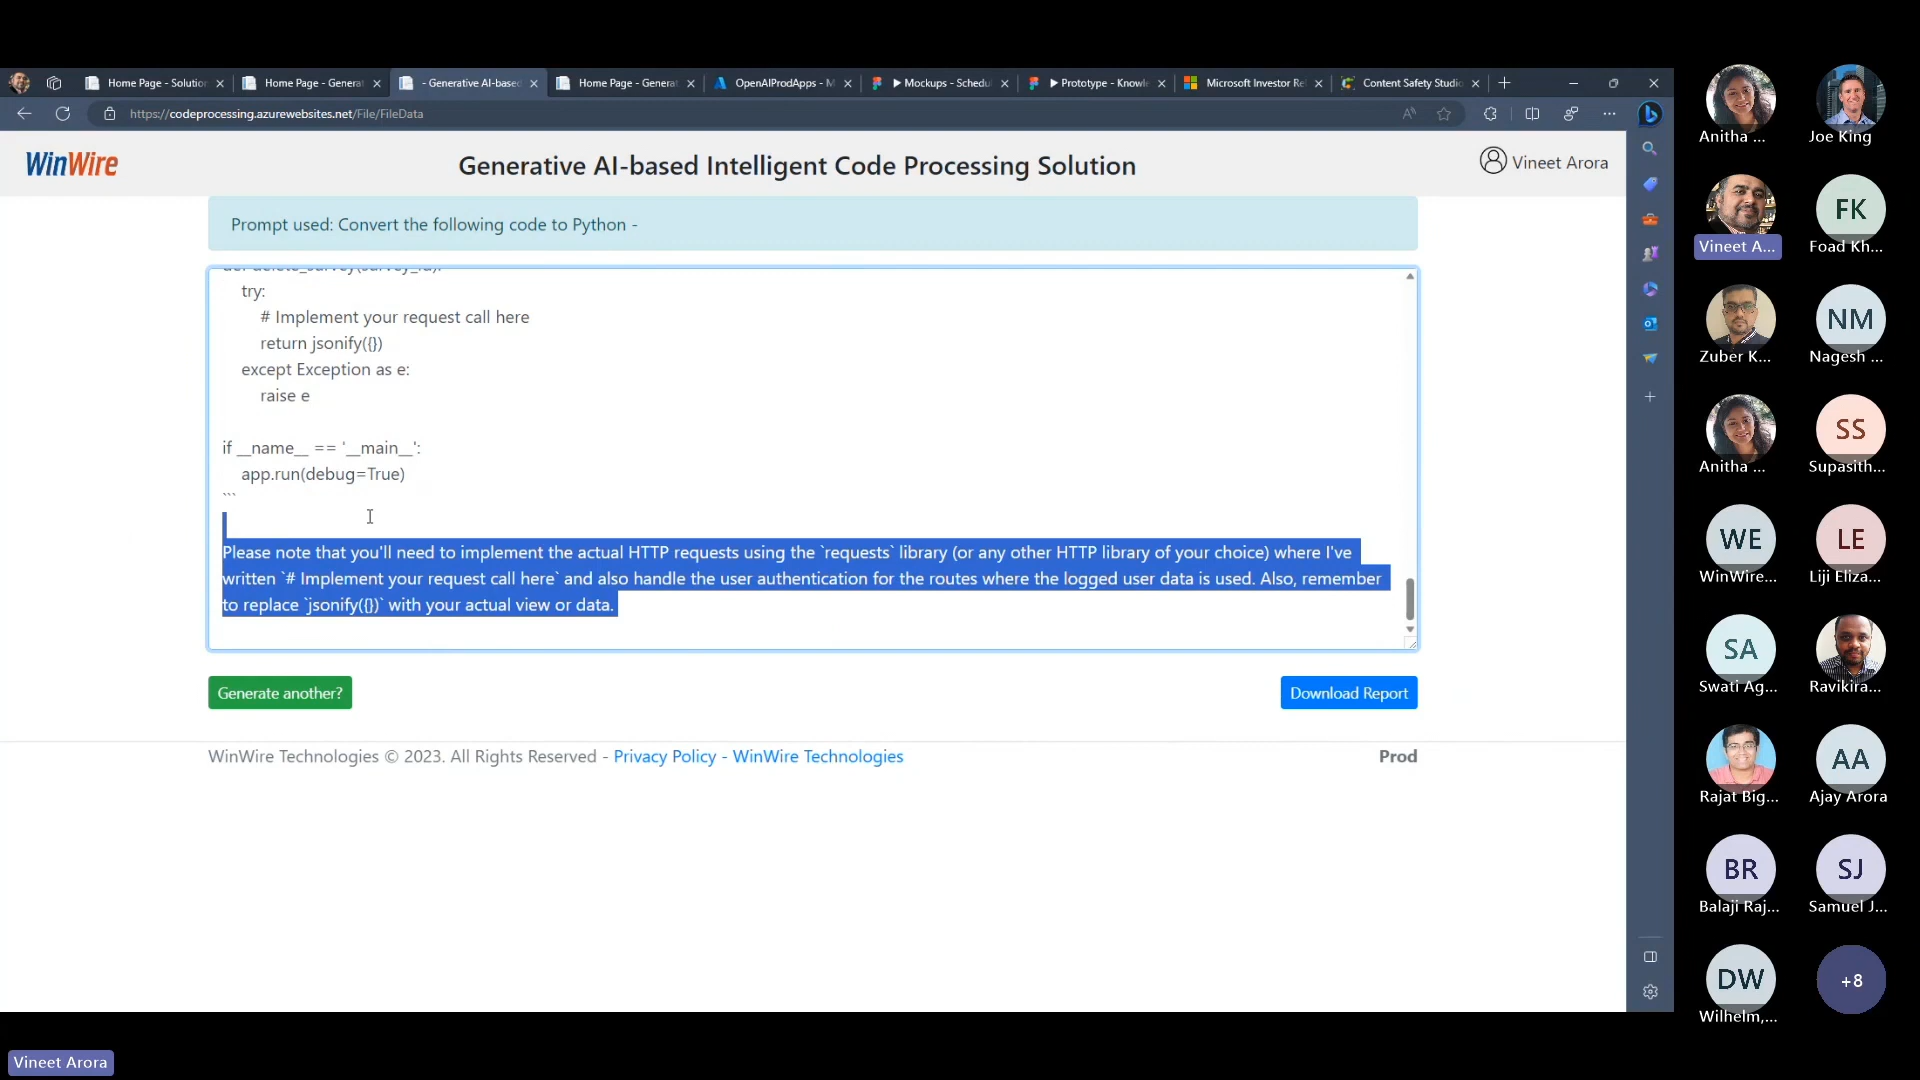 Home Page - Solution
Home Page - Generat
- Generative AI-based
Home Page - Generat
OpenAIProdApps - M
Mockups - Schedu
Prototype - Knowle
Microsoft Investor Re
Content Safety Studio
https://codeprocessing.azurewebsites.net/File/FileData
WinWire
Generative AI-based Intelligent Code Processing Solution
Vineet Arora
Prompt used: Convert the following code to Python -
def delete_survey(survey_id):
try:
# Implement your request call here
return jsonify({})
except Exception as e:
raise e
if __name__ == '__main__':
app.run(debug=True)
```
Please note that you'll need to implement the actual HTTP requests using the `requests` library (or any other HTTP library of your choice) where I've
written `# Implement your request call here` and also handle the user authentication for the routes where the logged user data is used. Also, remember
to replace `jsonify({})` with your actual view or data.
Generate another?
Download Report
WinWire Technologies © 2023. All Rights Reserved - Privacy Policy - WinWire Technologies
Prod
Anitha ...
Joe King
Vineet A...
FK
Foad Kh...
Zuber K...
NM
Nagesh ...
Anitha ...
SS
Supasith...
WE
WinWire...
LE
Liji Eliza...
SA
Swati Ag...
Ravikira...
Rajat Big...
AA
Ajay Arora
BR
Balaji Raj...
SJ
Samuel J...
DW
Wilhelm,...
+8
Vineet Arora